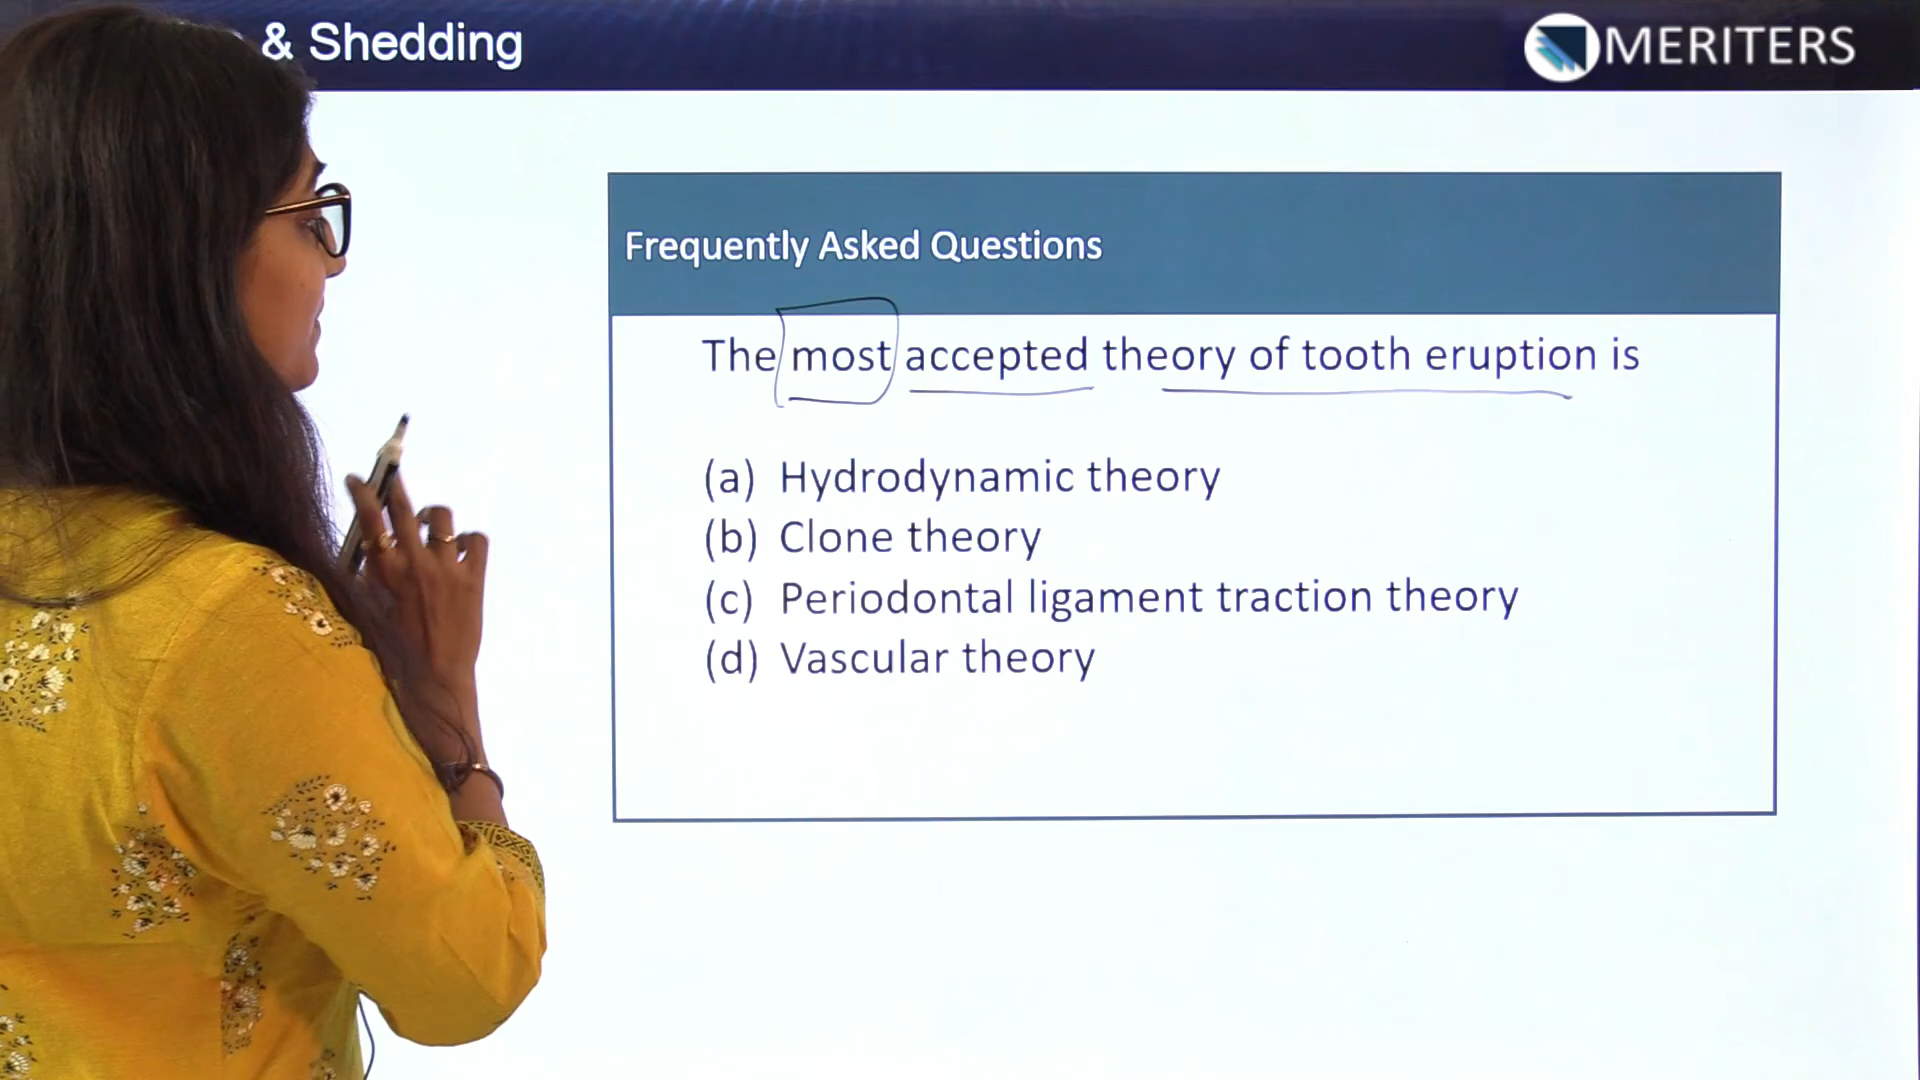 & Shedding
MERITERS
Frequently Asked Questions
The most accepted theory of tooth eruption is
(a) Hydrodynamic theory
(b) Clone theory
(c) Periodontal ligament traction theory
(d) Vascular theory